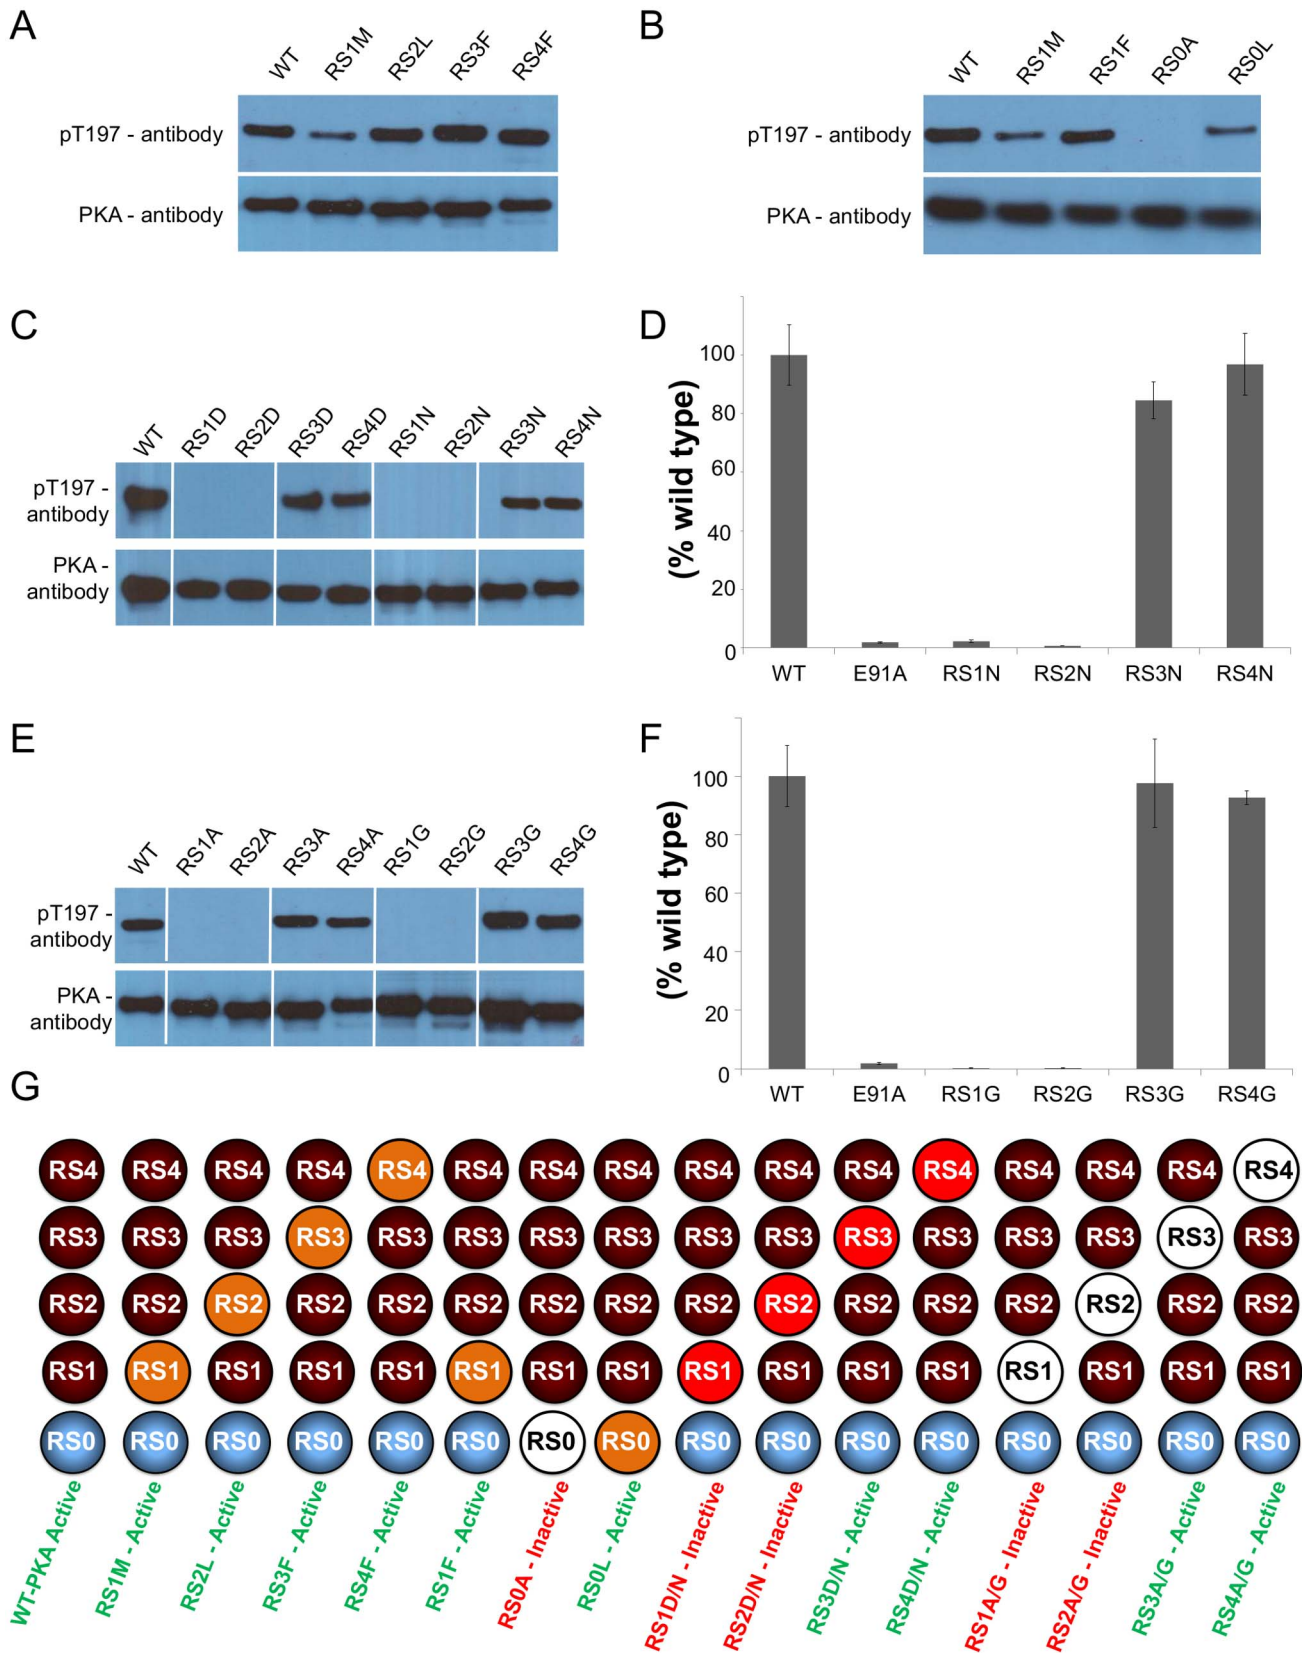 A
WT RS1M RS2L RS3F RS4F
pT197 - antibody
PKA - antibody
B
WT RS1M RS1F RS0A RS0L
pT197 - antibody
PKA - antibody
C
WT RS1D RS2D RS3D RS4D RS1N RS2N RS3N RS4N
pT197 -
antibody
PKA -
antibody
D
(% wild type)
100
80
60
40
20
0
WT E91A RS1N RS2N RS3N RS4N
E
WT RS1A RS2A RS3A RS4A RS1G RS2G RS3G RS4G
pT197 -
antibody
PKA -
antibody
F
(% wild type)
100
80
60
40
20
0
WT E91A RS1G RS2G RS3G RS4G
G
RS4 RS4 RS4 RS4 RS4 RS4 RS4 RS4 RS4 RS4 RS4 RS4 RS4 RS4 RS4 RS4
RS3 RS3 RS3 RS3 RS3 RS3 RS3 RS3 RS3 RS3 RS3 RS3 RS3 RS3 RS3 RS3
RS2 RS2 RS2 RS2 RS2 RS2 RS2 RS2 RS2 RS2 RS2 RS2 RS2 RS2 RS2 RS2
RS1 RS1 RS1 RS1 RS1 RS1 RS1 RS1 RS1 RS1 RS1 RS1 RS1 RS1 RS1 RS1
RS0 RS0 RS0 RS0 RS0 RS0 RS0 RS0 RS0 RS0 RS0 RS0 RS0 RS0 RS0 RS0
WT-PKA Active
RS1M - Active
RS2L - Active
RS3F - Active
RS4F - Active
RS1F - Active
RS0A - Inactive
RS0L - Active
RS1D/N - Inactive
RS2D/N - Inactive
RS3D/N - Active
RS4D/N - Active
RS1A/G - Inactive
RS2A/G - Inactive
RS3A/G - Active
RS4A/G - Active